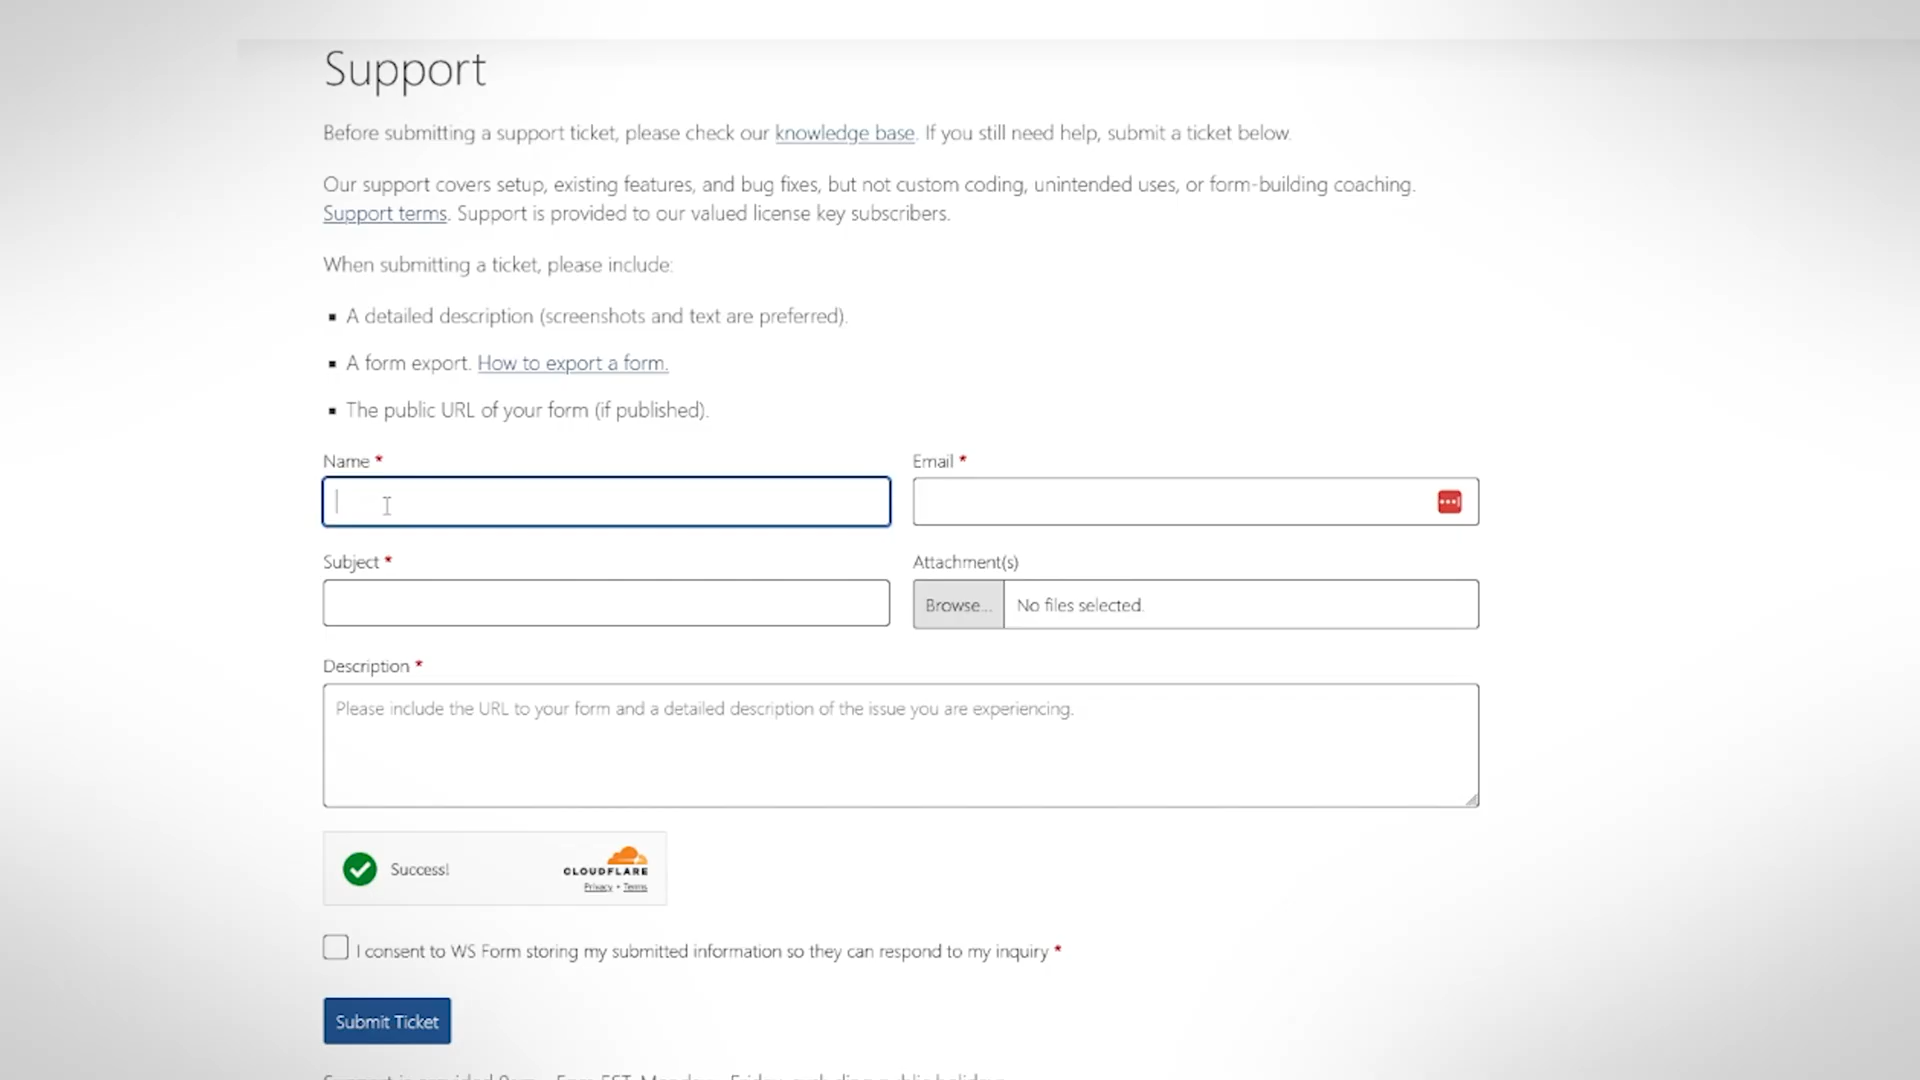 Support
Before submitting a support ticket, please check our knowledge base. If you still need help, submit a ticket below.
Our support covers setup, existing features, and bug fixes, but not custom coding, unintended uses, or form-building coaching.
Support terms. Support is provided to our valued license key subscribers.
When submitting a ticket, please include:
A detailed description (screenshots and text are preferred).
A form export. How to export a form.
The public URL of your form (if published).
Name *
Email *
Subject *
Attachment(s)
Browse... No files selected.
Description *
Please include the URL to your form and a detailed description of the issue you are experiencing.
Success!
CLOUDFLARE
Privacy • Terms
I consent to WS Form storing my submitted information so they can respond to my inquiry *
Submit Ticket